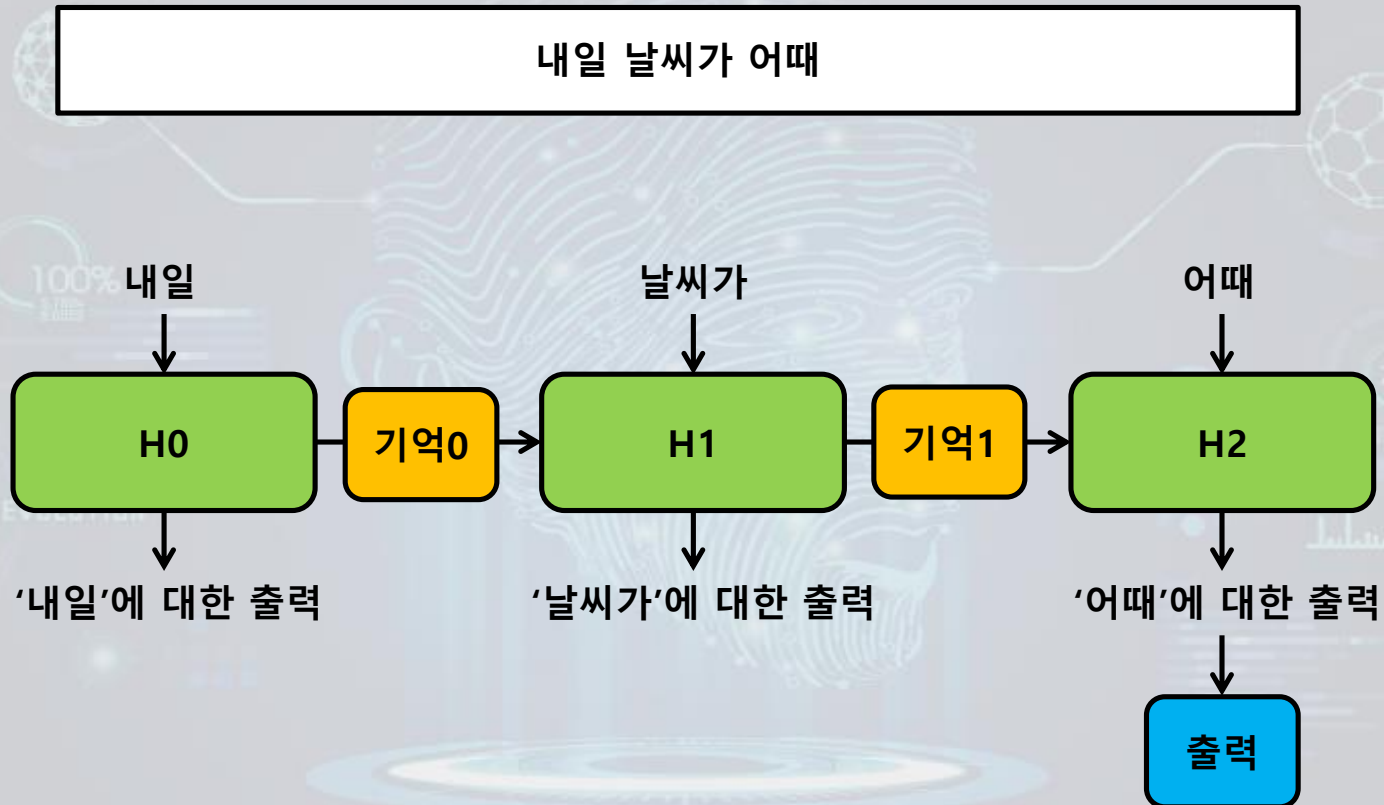 내일 날씨가 어때
100%
내일
날씨가
어때
H0
기억0
H1
기억1
H2
EVOLUTION
‘내일’에 대한 출력
‘날씨가’에 대한 출력
‘어때’에 대한 출력
출력